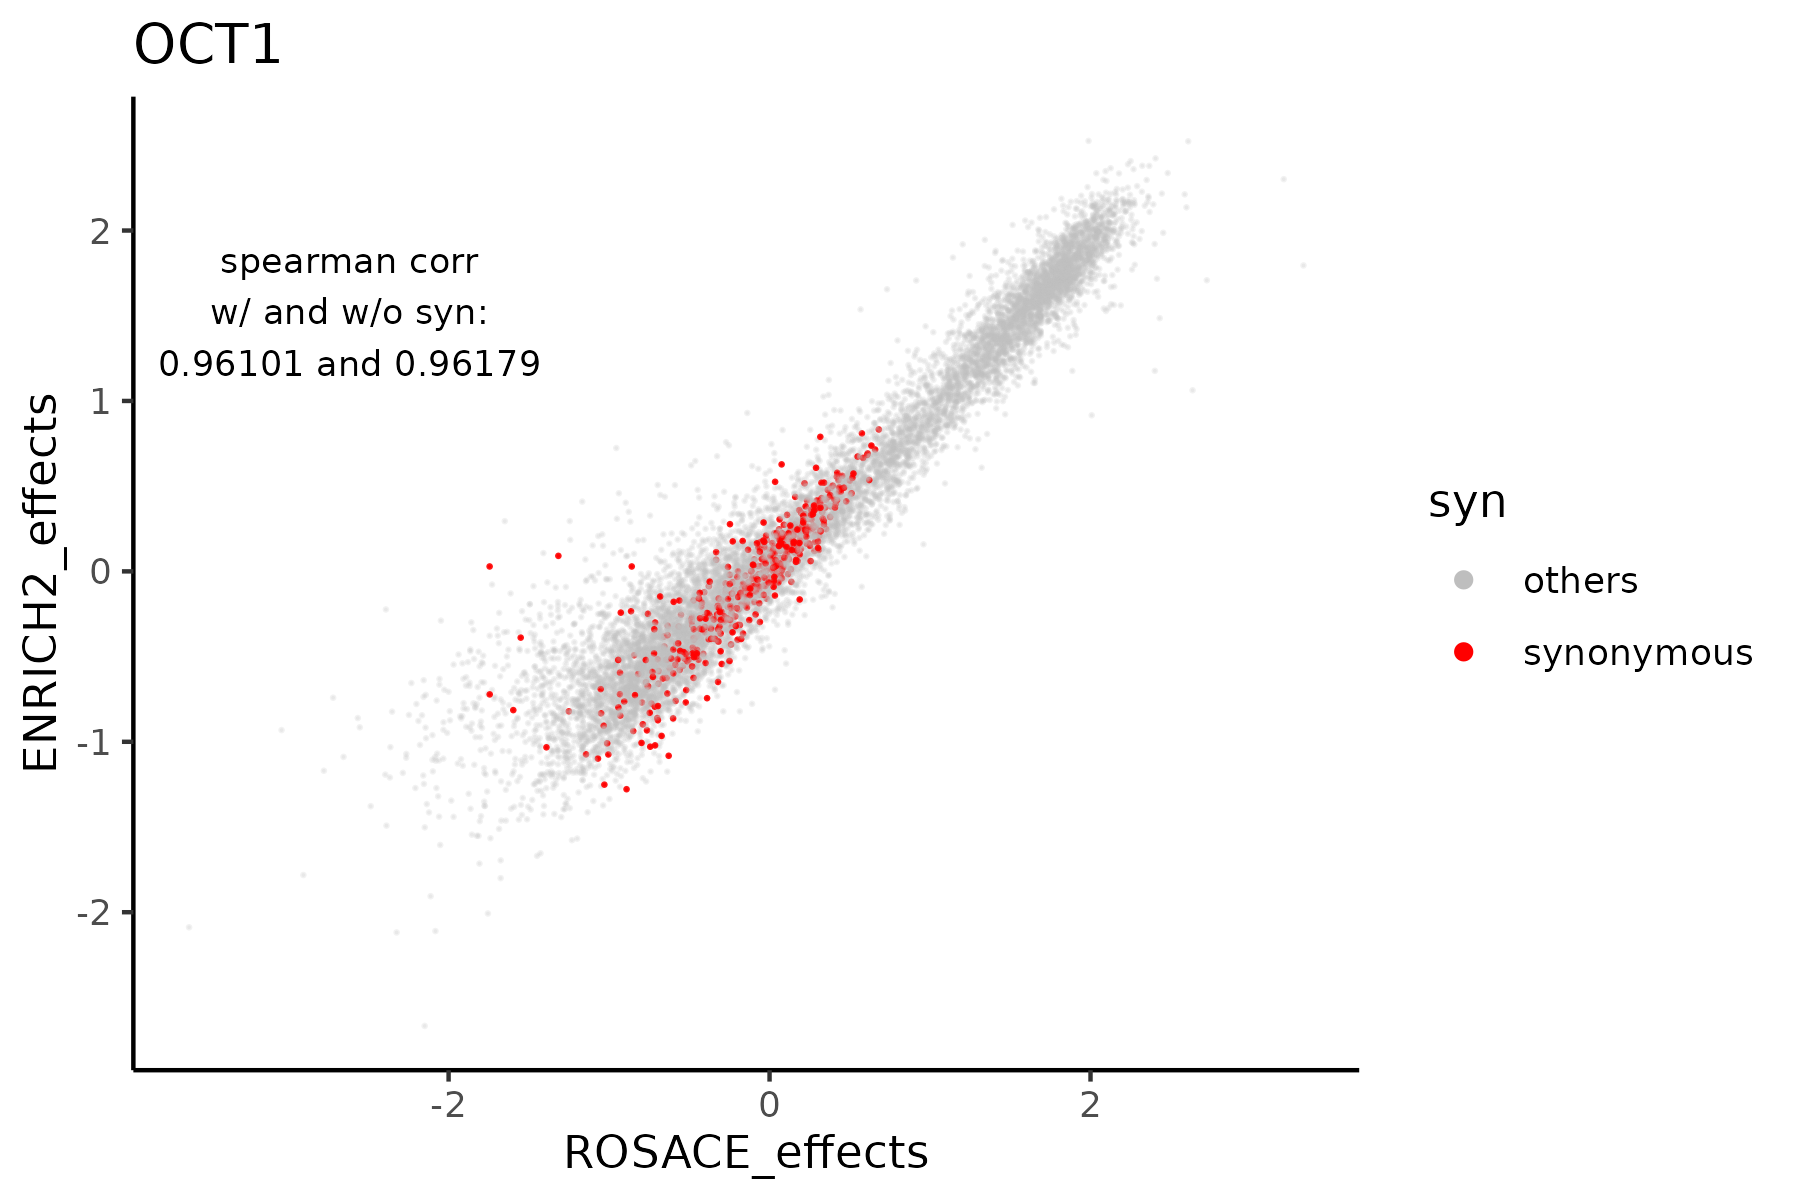 OCT1
spearman corr
w/ and w/o syn:
0.96101 and 0.96179
ENRICH2_effects
2
1
0
-1
-2
-2
0
2
ROSACE_effects
syn
others
synonymous